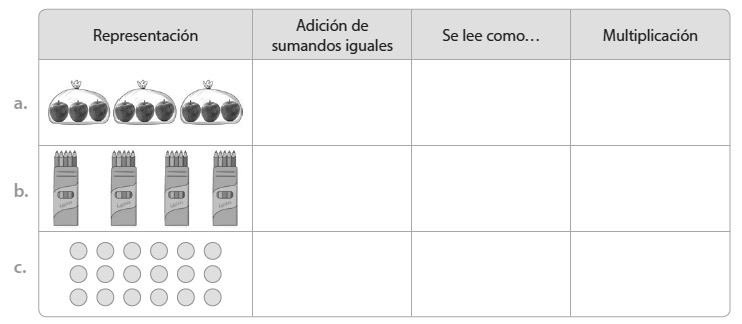 Representación
Adición de
sumandos iguales
Se lee como...
Multiplicación
a.
b.
c.